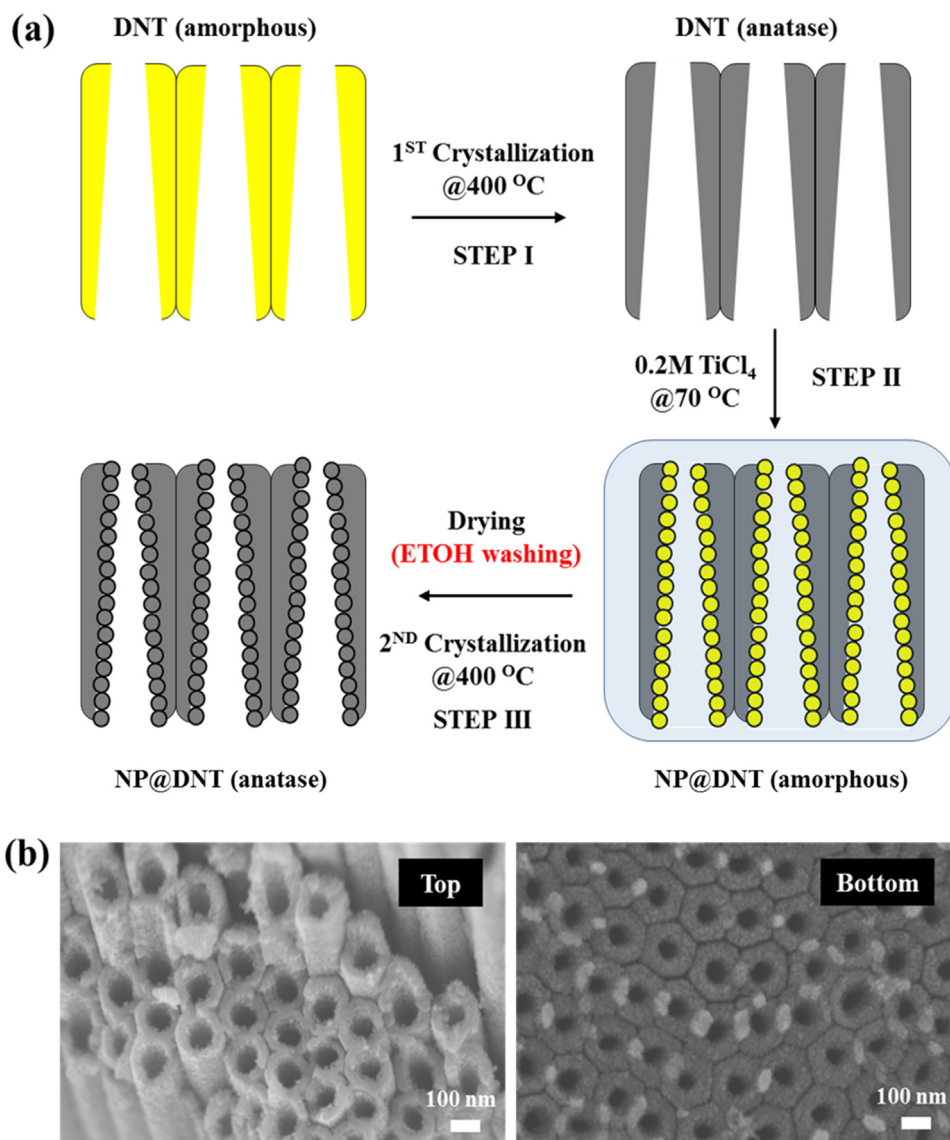 (a)
DNT (amorphous)
DNT (anatase)
1ST Crystallization
@400 OC
STEP I
0.2M TiCl4
@70 OC
STEP II
Drying
(ETOH washing)
2ND Crystallization
@400 OC
STEP III
NP@DNT (anatase)
NP@DNT (amorphous)
(b)
Top
100 nm
Bottom
100 nm